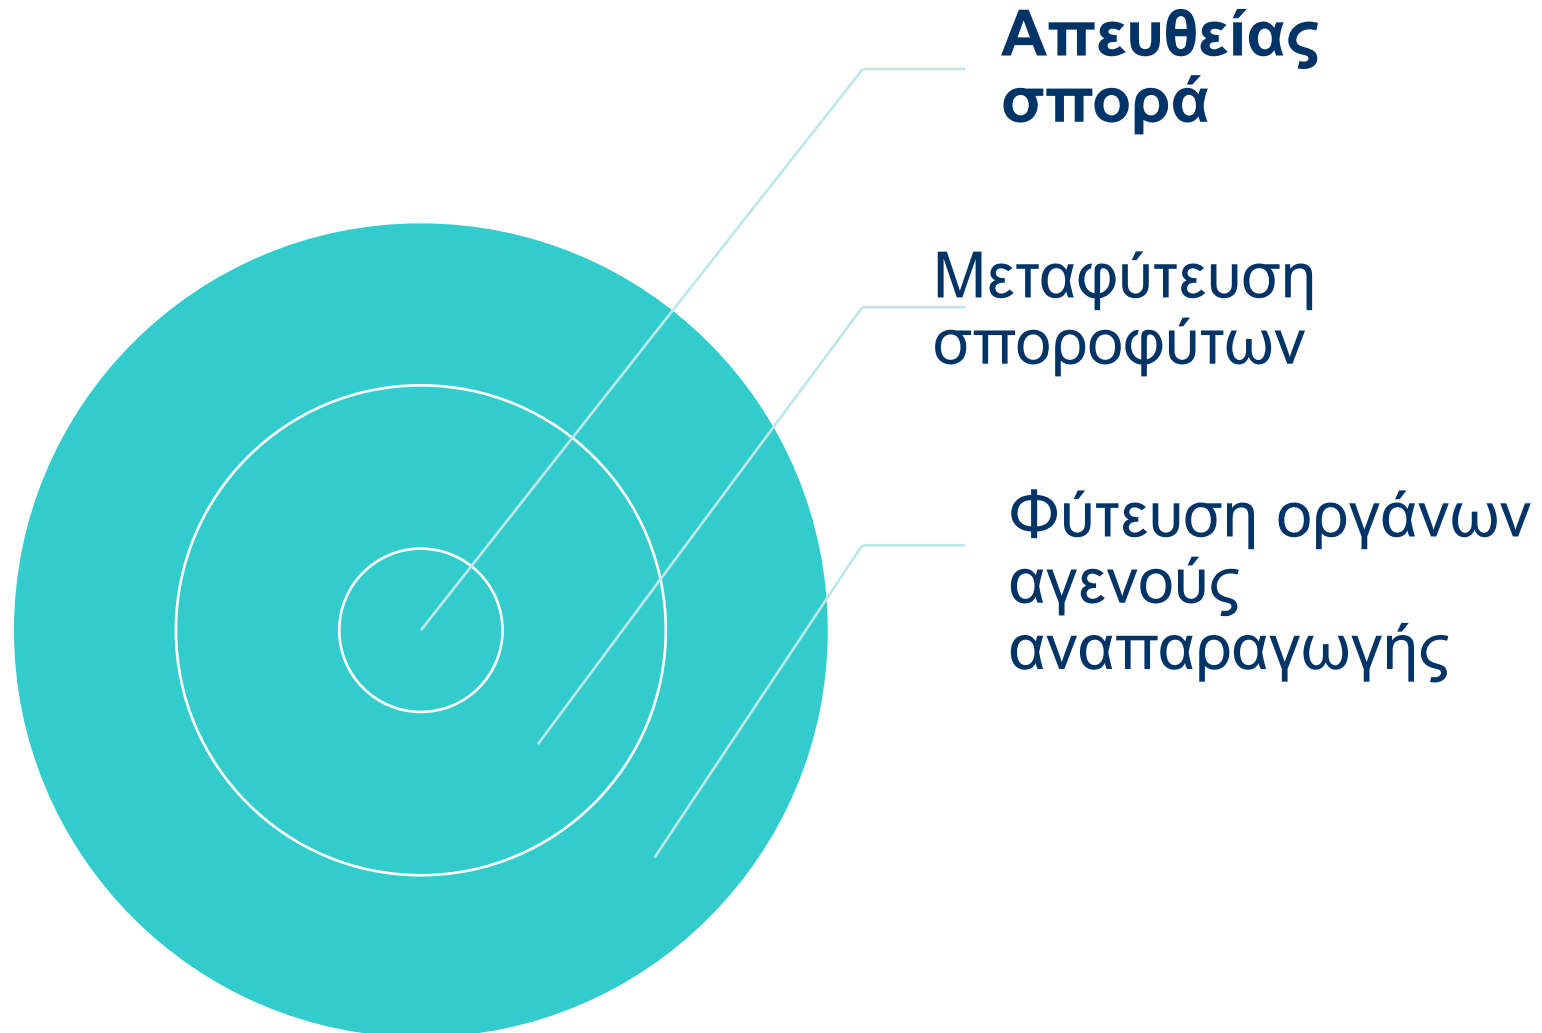 Απευθείας
σπορά
Μεταφύτευση
σποροφύτων
Φύτευση οργάνων
αγενούς
αναπαραγωγής